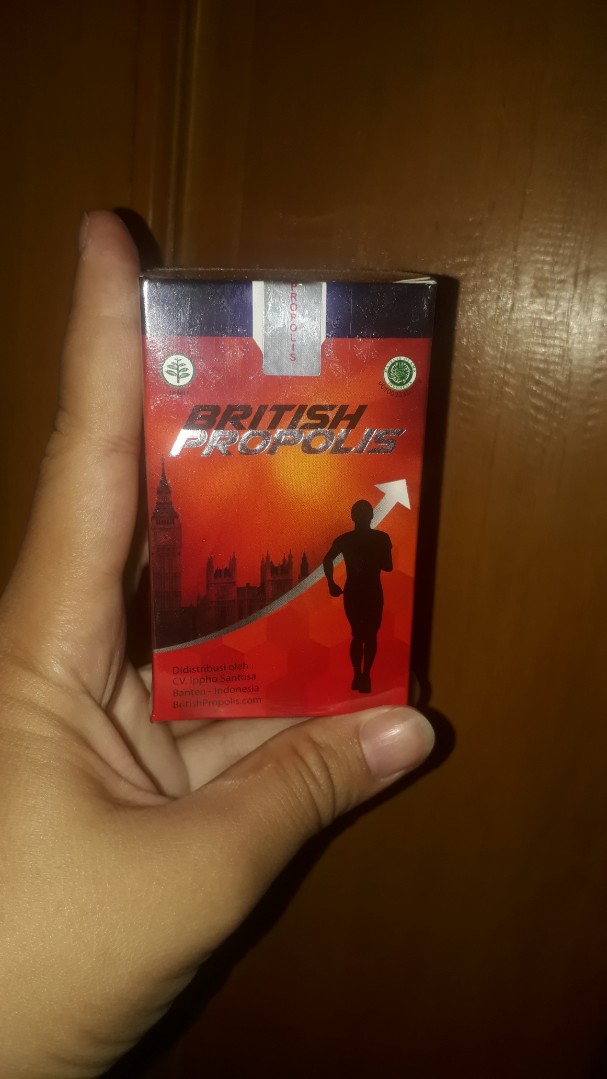 PROPOLIS
BRITISH
PROPOLIS
Didistribusi oleh :
CV. Ippho Santosa
Banten - Indonesia
BritishPropolis.com